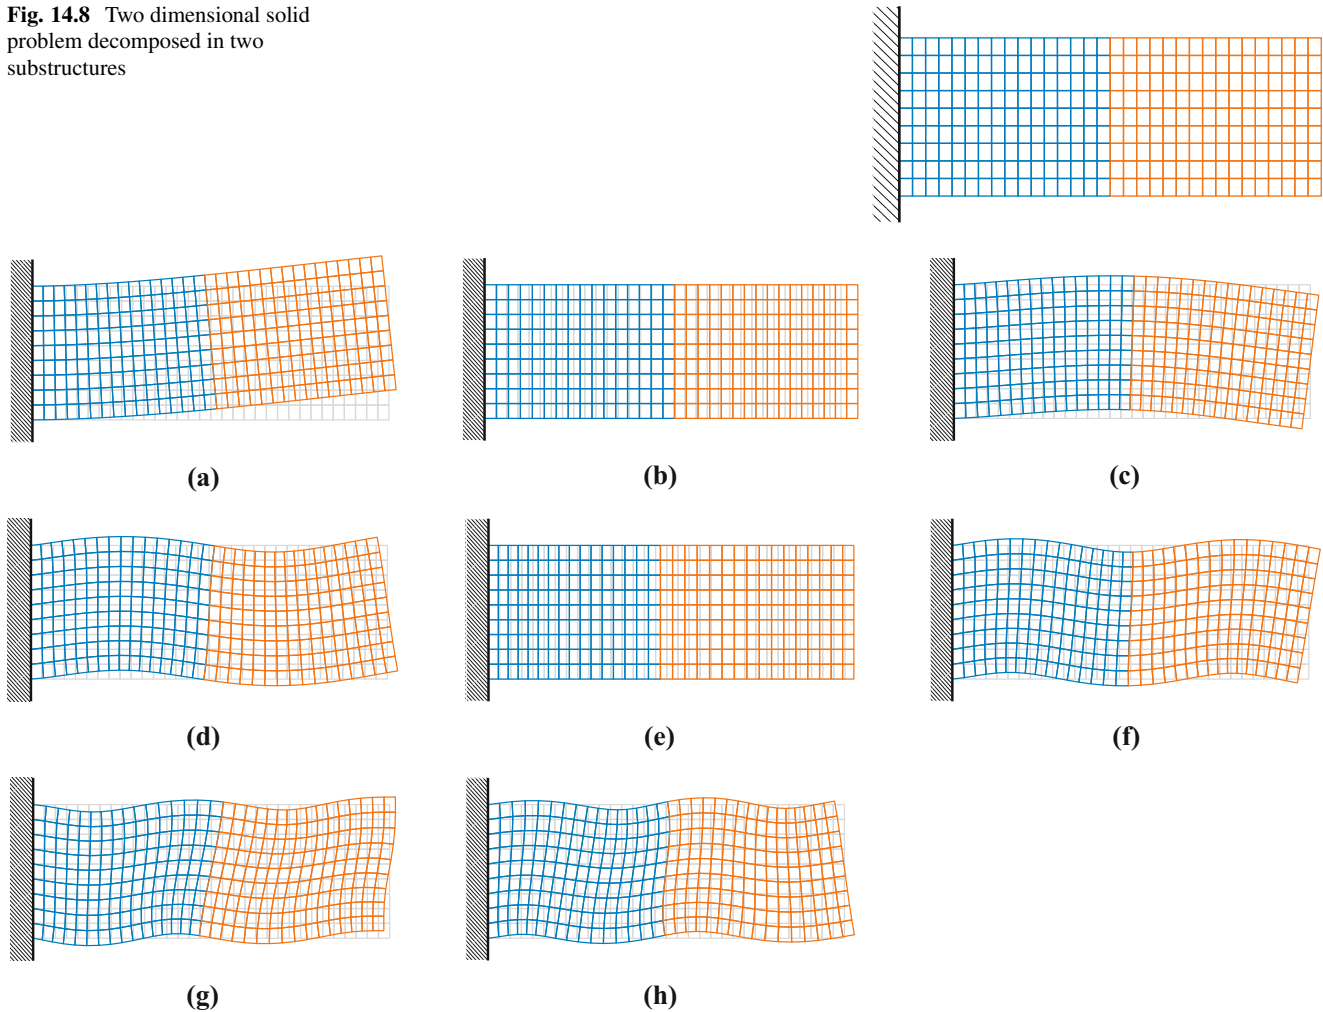 Fig. 14.8 Two dimensional solid
problem decomposed in two
substructures
(a)
(b)
(c)
(d)
(e)
(f)
(g)
(h)